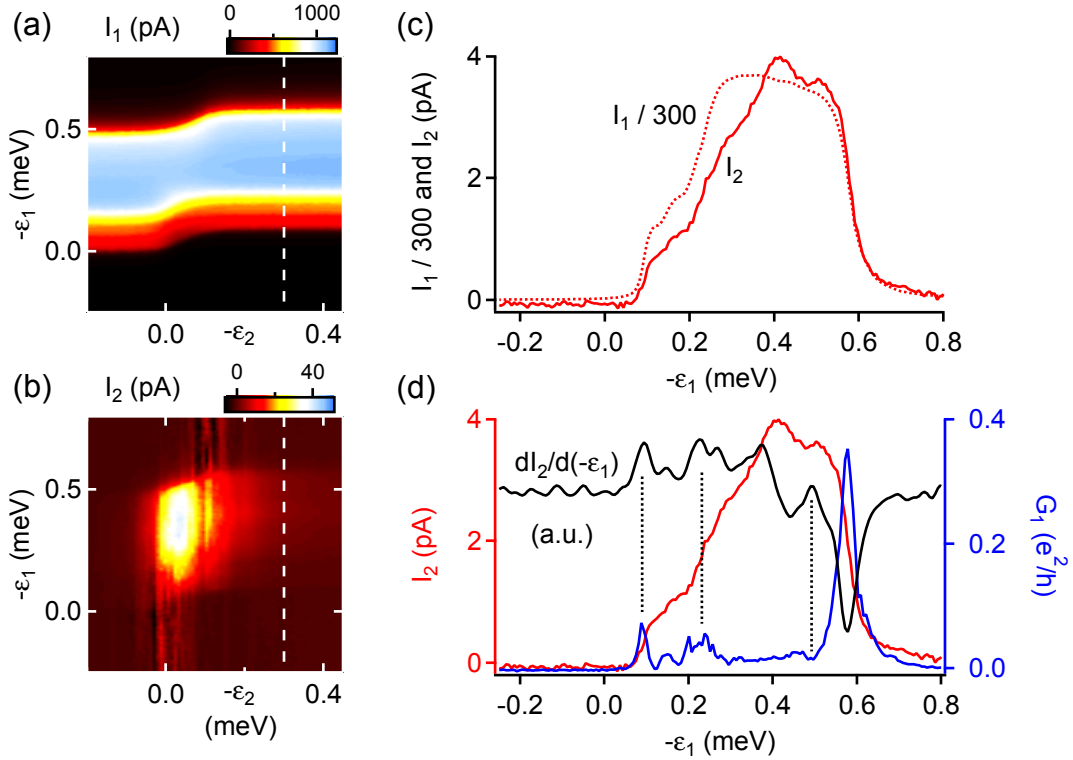 (a) I₁ (pA)
0 1000
-ε₁ (meV)
0.5
0.0
0.0 -ε₂ 0.4
(b) I₂ (pA)
0 40
-ε₁ (meV)
0.5
0.0
0.0 -ε₂ 0.4
(meV)
(c)
I₁ / 300 and I₂ (pA)
4
2
0
I₁ / 300
I₂
-0.2 0.0 0.2 0.4 0.6 0.8
-ε₁ (meV)
(d)
I₂ (pA)
4
2
0
dI₂/d(-ε₁)
(a.u.)
0.4
0.2
0.0
G₁ (e²/h)
-0.2 0.0 0.2 0.4 0.6 0.8
-ε₁ (meV)